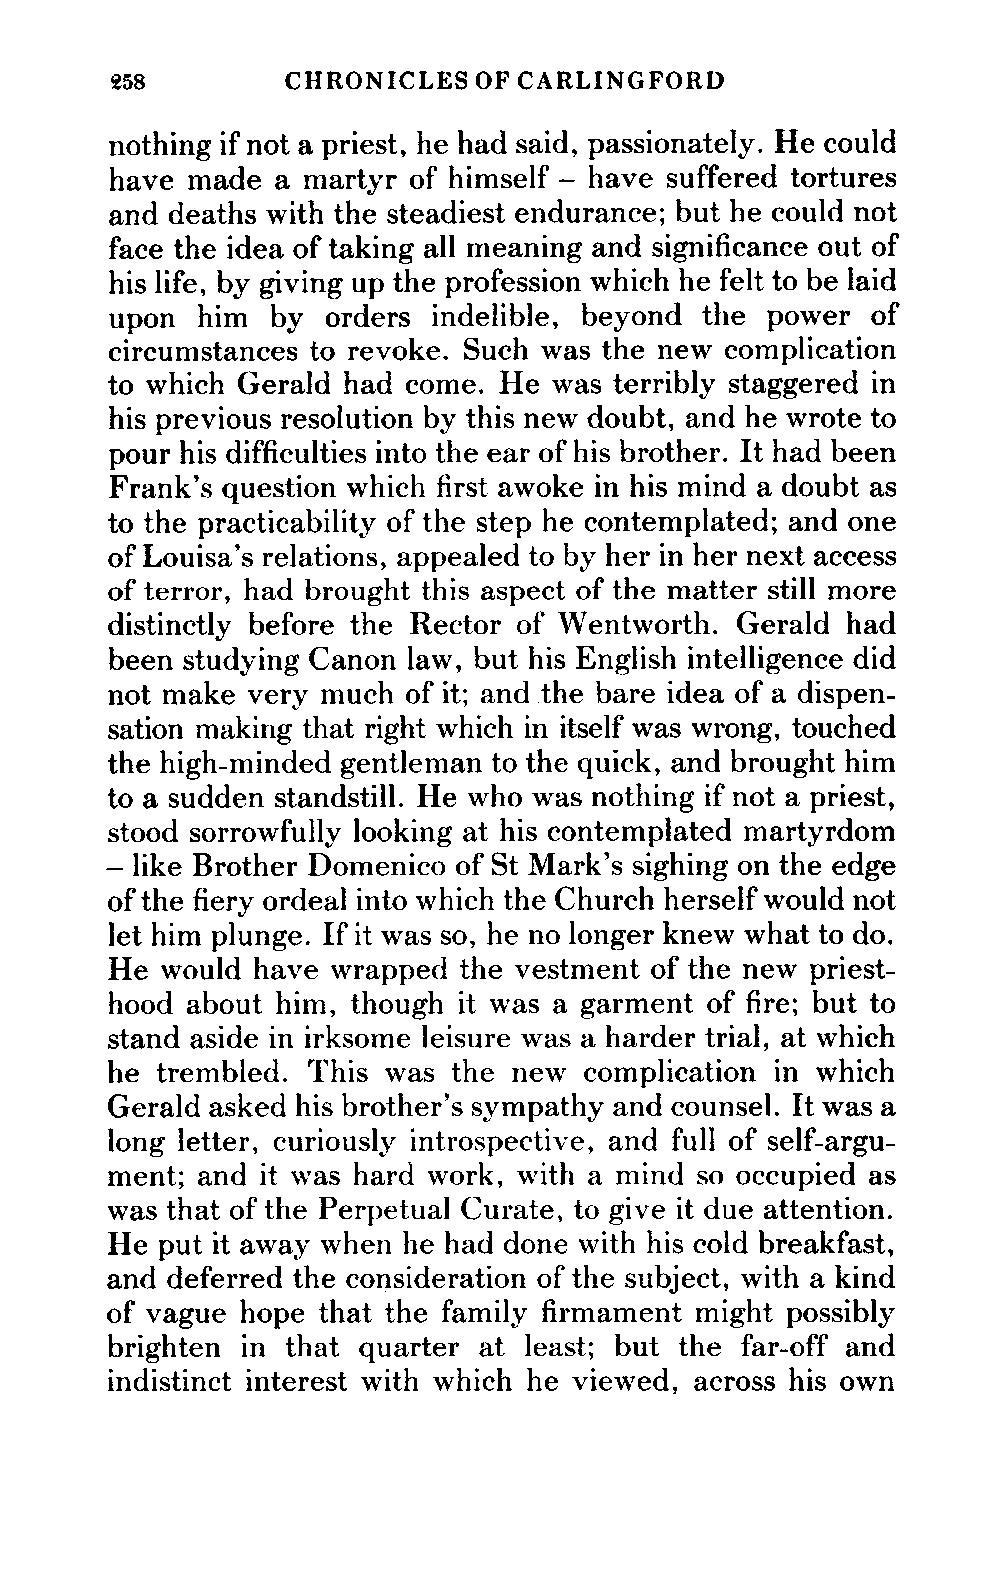 258 CHRONICLES OF CARLINGFORD
nothing if not a priest, he had said, passionately. He could
have made a martyr of himself – have suffered tortures
and deaths with the steadiest endurance; but he could not
face the idea of taking all meaning and significance out of
his life, by giving up the profession which he felt to be laid
upon him by orders indelible, beyond the power of
circumstances to revoke. Such was the new complication
to which Gerald had come. He was terribly staggered in
his previous resolution by this new doubt, and he wrote to
pour his difficulties into the ear of his brother. It had been
Frank's question which first awoke in his mind a doubt as
to the practicability of the step he contemplated; and one
of Louisa's relations, appealed to by her in her next access
of terror, had brought this aspect of the matter still more
distinctly before the Rector of Wentworth. Gerald had
been studying Canon law, but his English intelligence did
not make very much of it; and the bare idea of a dispen-
sation making that right which in itself was wrong, touched
the high-minded gentleman to the quick, and brought him
to a sudden standstill. He who was nothing if not a priest,
stood sorrowfully looking at his contemplated martyrdom
– like Brother Domenico of St Mark's sighing on the edge
of the fiery ordeal into which the Church herself would not
let him plunge. If it was so, he no longer knew what to do.
He would have wrapped the vestment of the new priest-
hood about him, though it was a garment of fire; but to
stand aside in irksome leisure was a harder trial, at which
he trembled. This was the new complication in which
Gerald asked his brother's sympathy and counsel. It was a
long letter, curiously introspective, and full of self-argu-
ment; and it was hard work, with a mind so occupied as
was that of the Perpetual Curate, to give it due attention.
He put it away when he had done with his cold breakfast,
and deferred the consideration of the subject, with a kind
of vague hope that the family firmament might possibly
brighten in that quarter at least; but the far-off and
indistinct interest with which he viewed, across his own